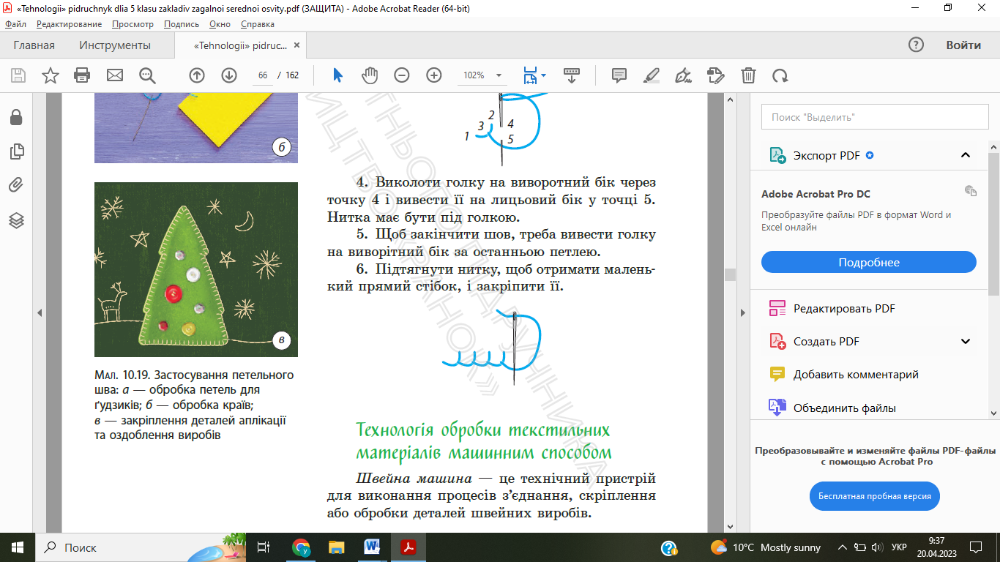 «Tehnologii» pidruchnyk dlia 5 klasu zakladiv zagalnoi serednoi osvity.pdf (ЗАЩИТА) - Adobe Acrobat Reader (64-bit)
Файл Редактирование Просмотр Подпись Окно Справка
Главная Инструменты «Tehnologii» pidruc... × Войти
66 / 162 102%
б
2
3 4
1 5
4. Виколоти голку на виворотний бік через
точку 4 і вивести її на лицьовий бік у точці 5.
Нитка має бути під голкою.
5. Щоб закінчити шов, треба вивести голку
на виворітний бік за останньою петлею.
6. Підтягнути нитку, щоб отримати малень-
кий прямий стібок, і закріпити її.
в
Мал. 10.19. Застосування петельного
шва: а — обробка петель для
ґудзиків; б — обробка країв;
в — закріплення деталей аплікації
та оздоблення виробів
Технологія обробки текстильних
матеріалів машинним способом
Швейна машина — це технічний пристрій
для виконання процесів з’єднання, скріплення
або обробки деталей швейних виробів.
ПІДРУЧНИКА
РАНОК»
Поиск "Выделить"
Экспорт PDF
Adobe Acrobat Pro DC
Преобразуйте файлы PDF в формат Word и
Excel онлайн
Подробнее
Редактировать PDF
Создать PDF
Добавить комментарий
Объединить файлы
Преобразовывайте и изменяйте файлы PDF-файлы
с помощью Acrobat Pro
Бесплатная пробная версия
Поиск
10°C Mostly sunny УКР 9:37
20.04.2023